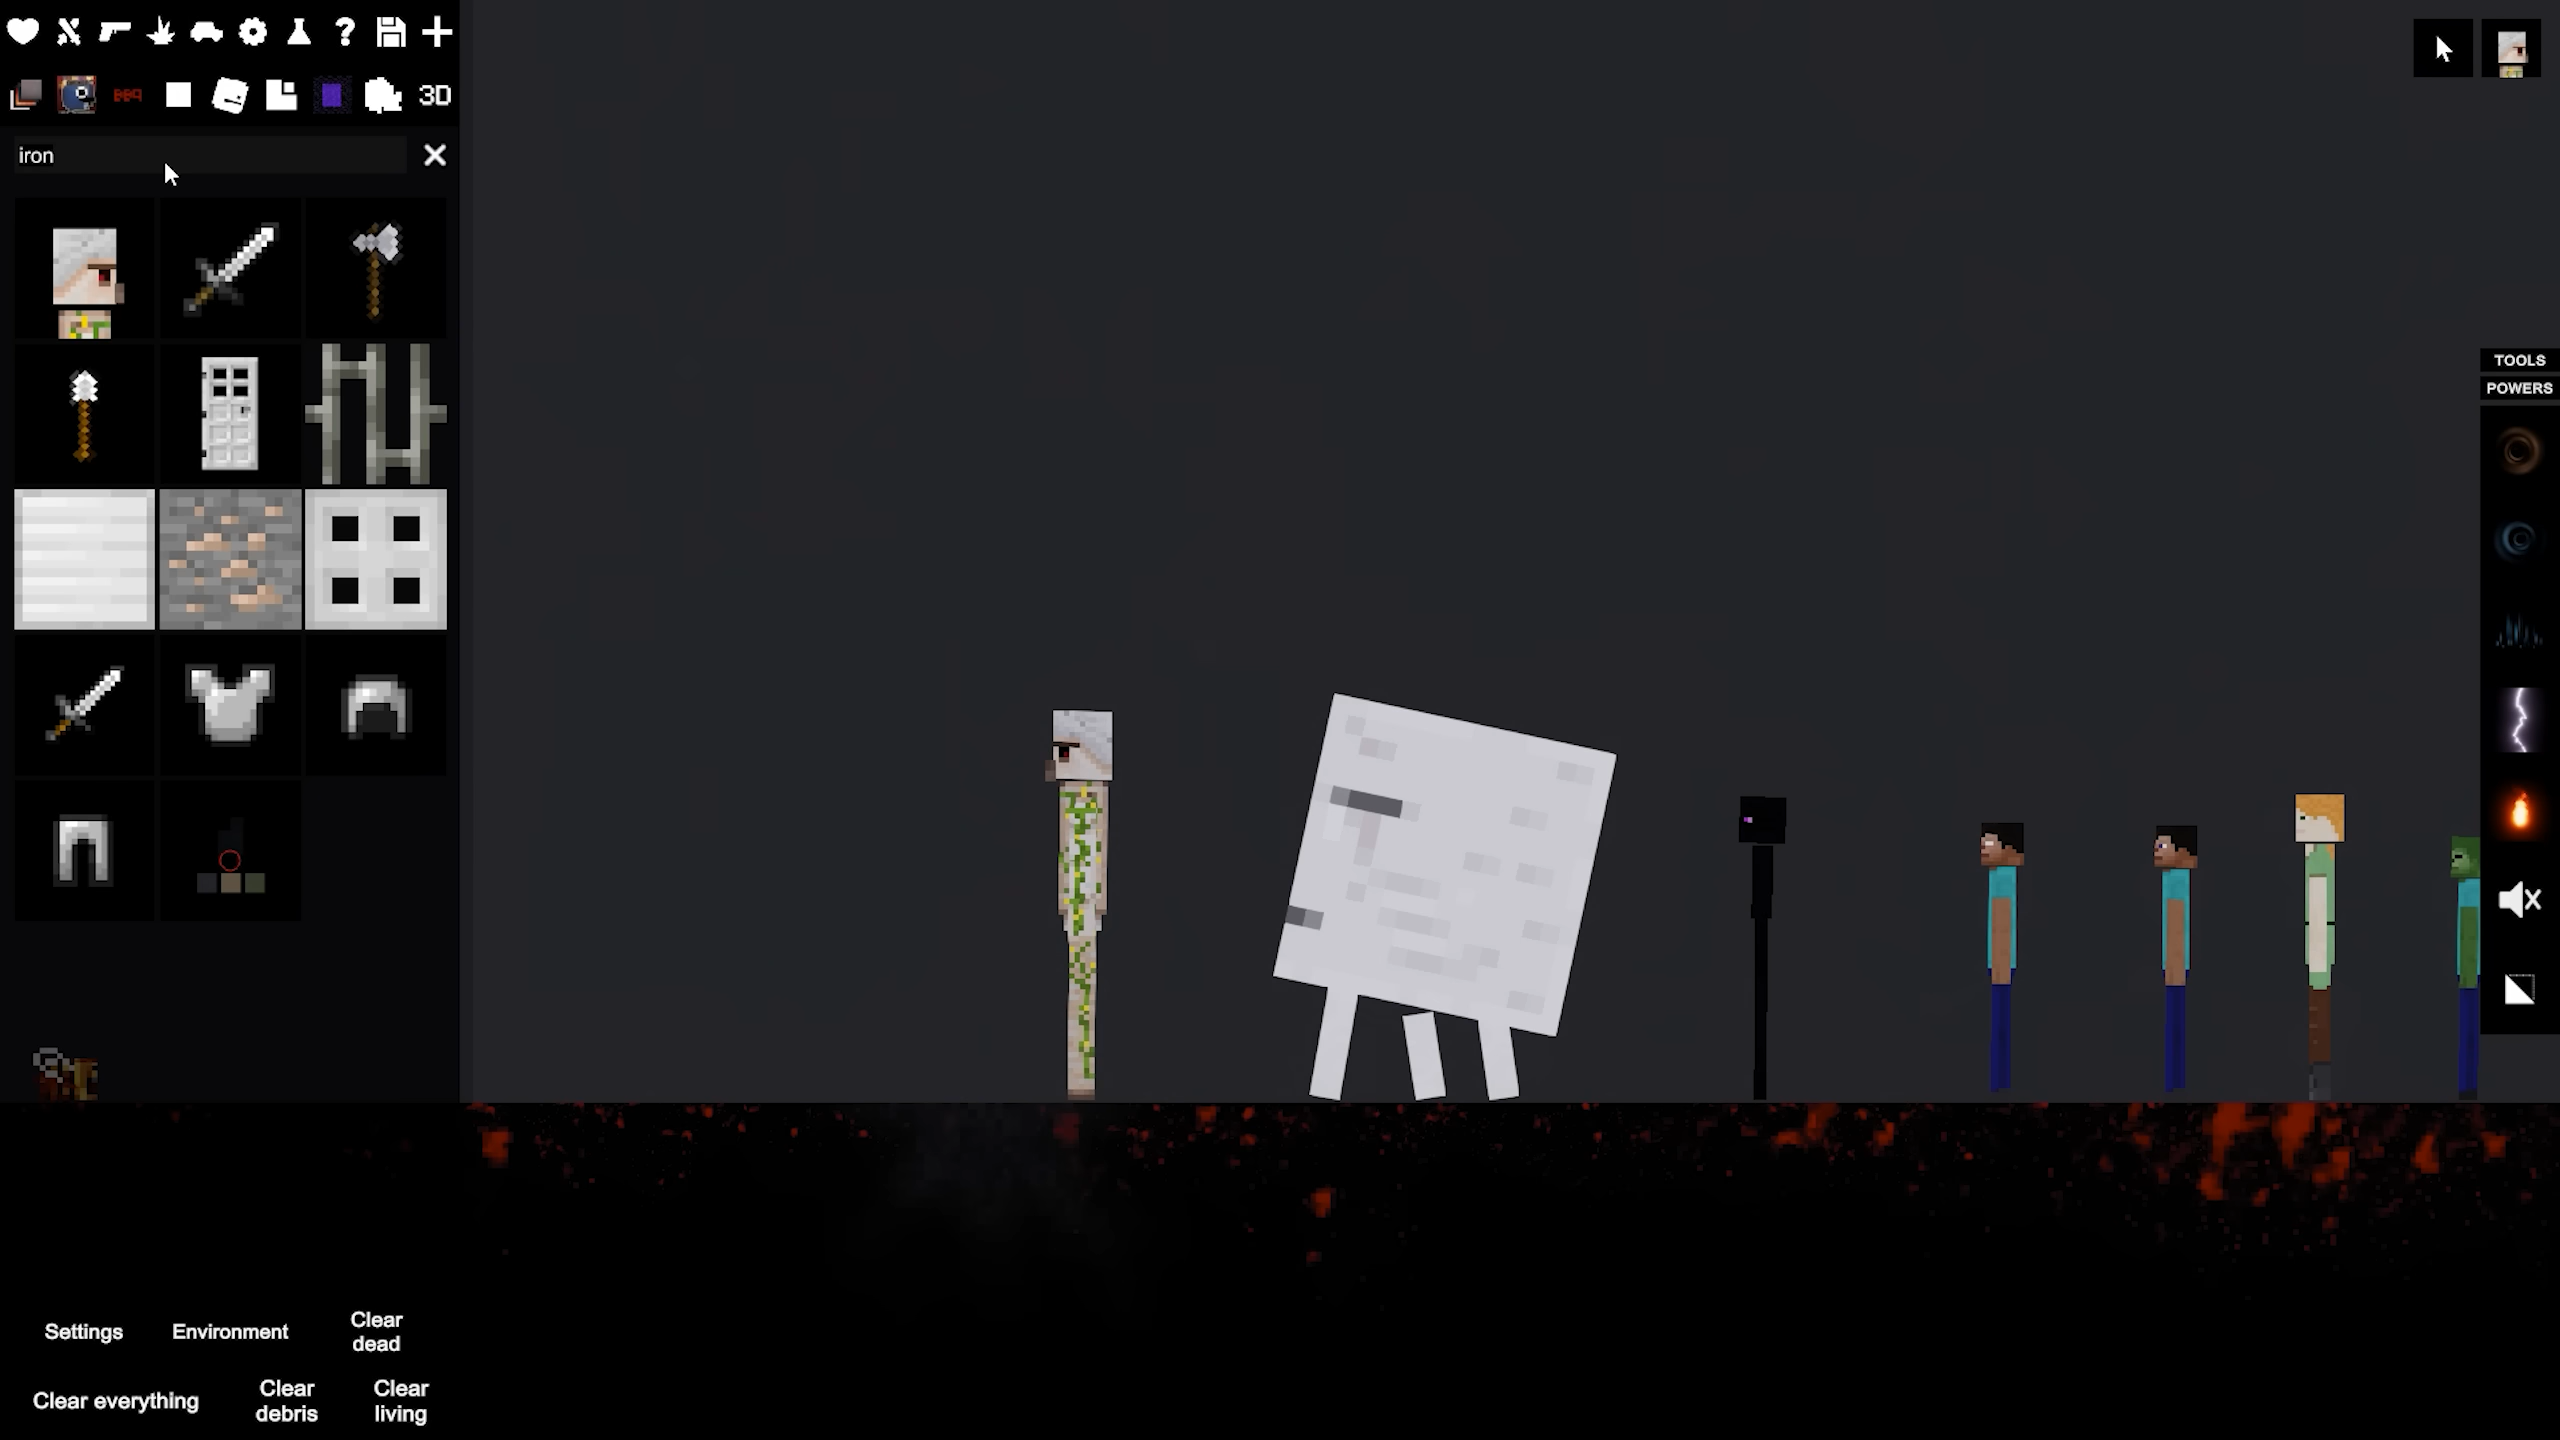 3D
iron
TOOLS
POWERS
Settings
Environment
Clear
dead
Clear everything
Clear
debris
Clear
living